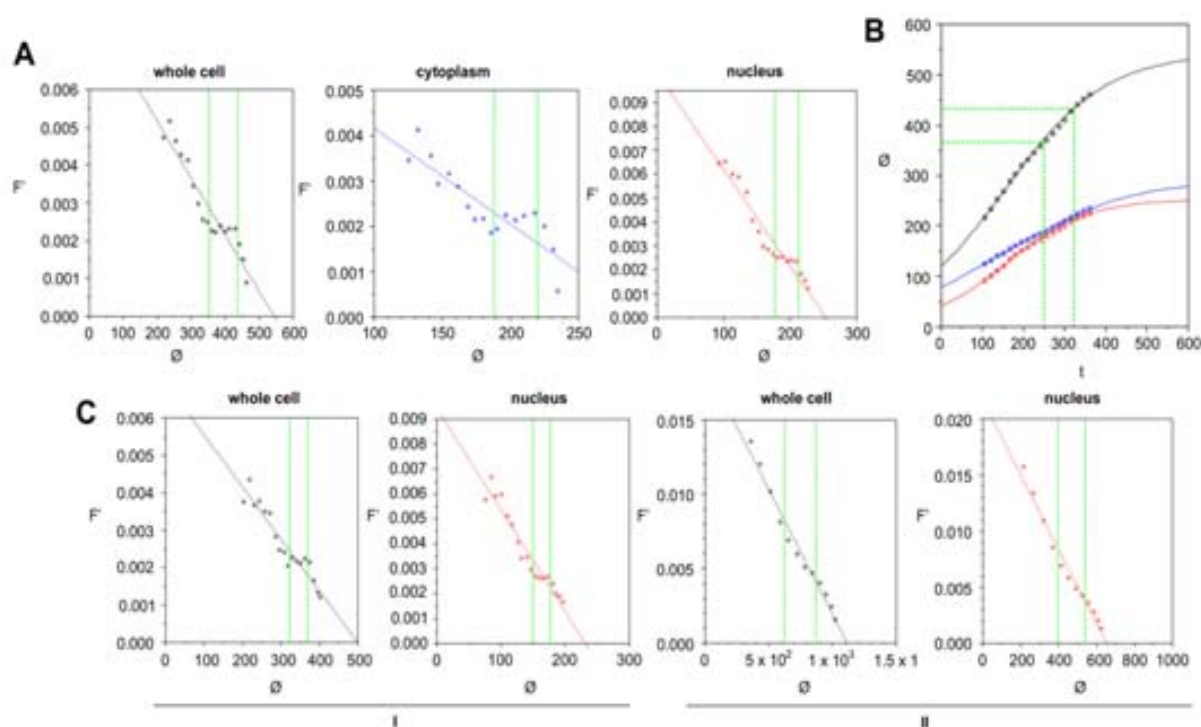 A
whole cell
F'
0.006
0.005
0.004
0.003
0.002
0.001
0.000
0 100 200 300 400 500 600
Ø
cytoplasm
F'
0.005
0.004
0.003
0.002
0.001
0.000
100 150 200 250
Ø
nucleus
F'
0.009
0.008
0.007
0.006
0.005
0.004
0.003
0.002
0.001
0.000
0 100 200 300
Ø
B
Ø
600
500
400
300
200
100
0
0 100 200 300 400 500 600
t
C
whole cell
F'
0.006
0.005
0.004
0.003
0.002
0.001
0.000
0 100 200 300 400 500
Ø
nucleus
F'
0.009
0.008
0.007
0.006
0.005
0.004
0.003
0.002
0.001
0.000
0 100 200 300
Ø
I
whole cell
F'
0.015
0.010
0.005
0.000
0 5 x 10² 1 x 10³ 1.5 x 1
Ø
nucleus
F'
0.020
0.015
0.010
0.005
0.000
0 200 400 600 800 1000
Ø
II